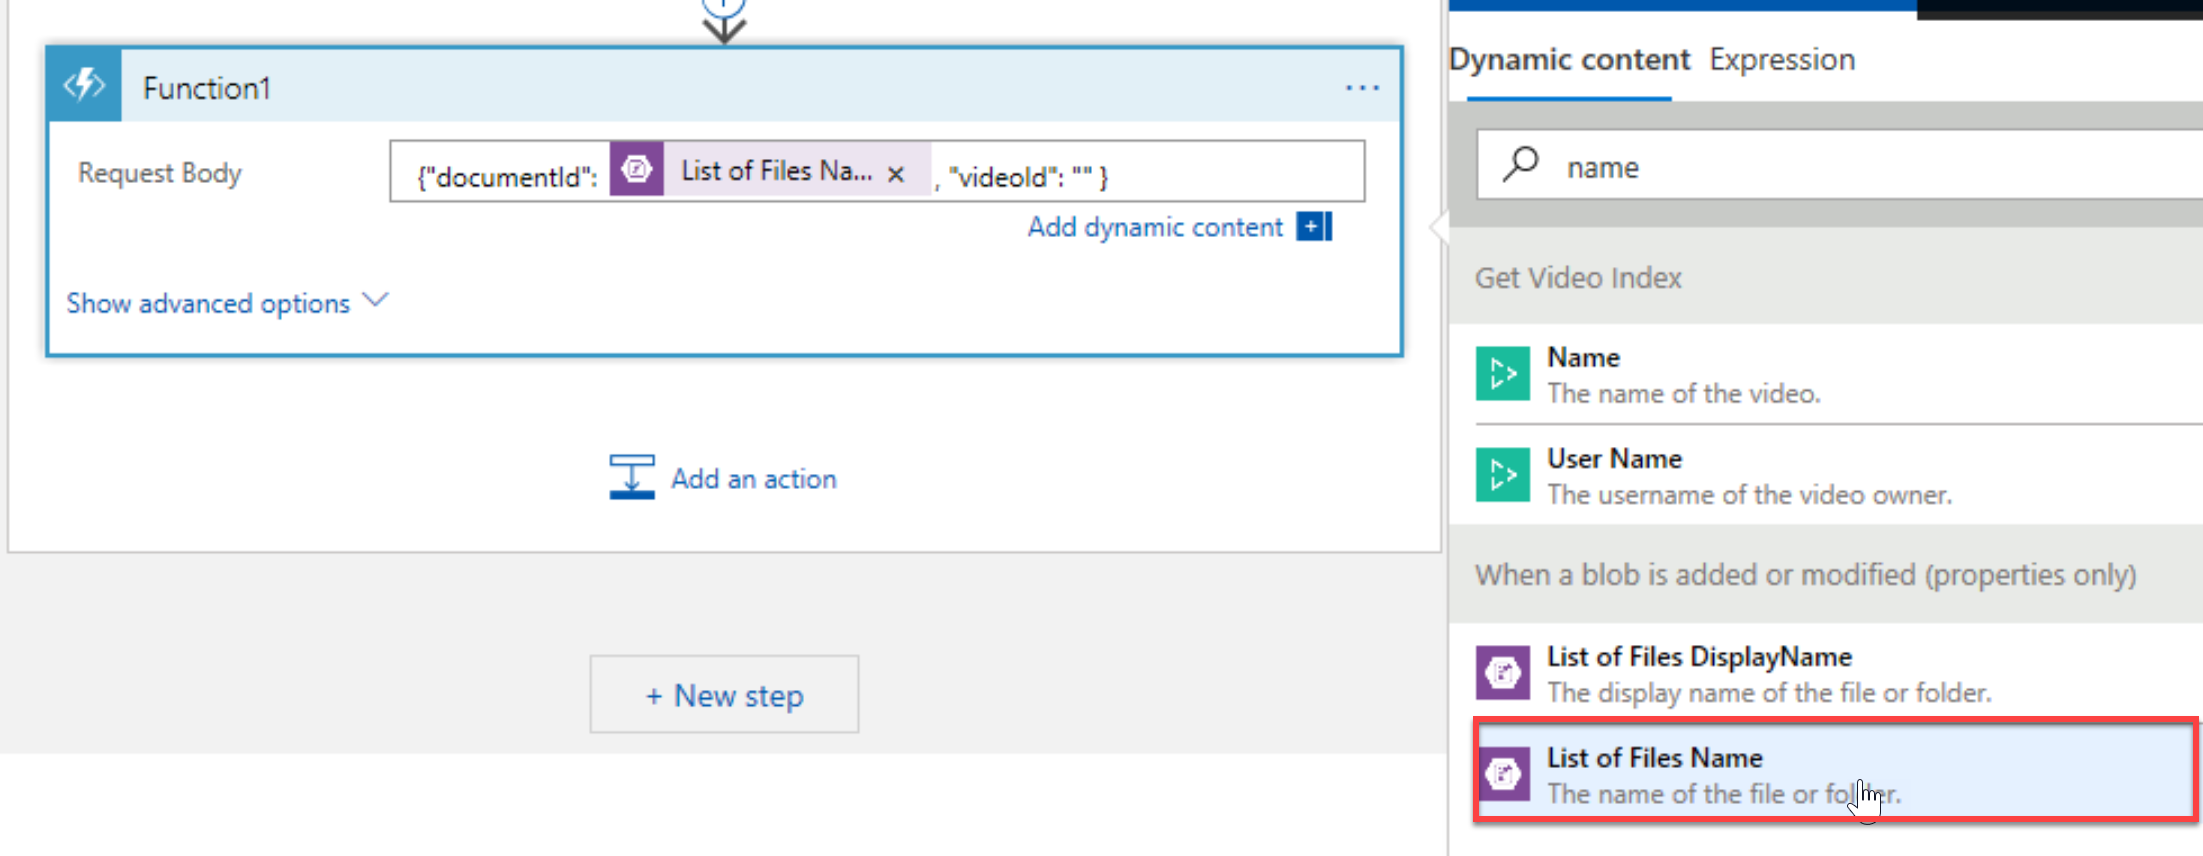 Function1
...
Request Body
{"documentId": List of Files Na... × , "videoId": "" }
Add dynamic content
Show advanced options
Add an action
+ New step
Dynamic content Expression
name
Get Video Index
Name
The name of the video.
User Name
The username of the video owner.
When a blob is added or modified (properties only)
List of Files DisplayName
The display name of the file or folder.
List of Files Name
The name of the file or folder.